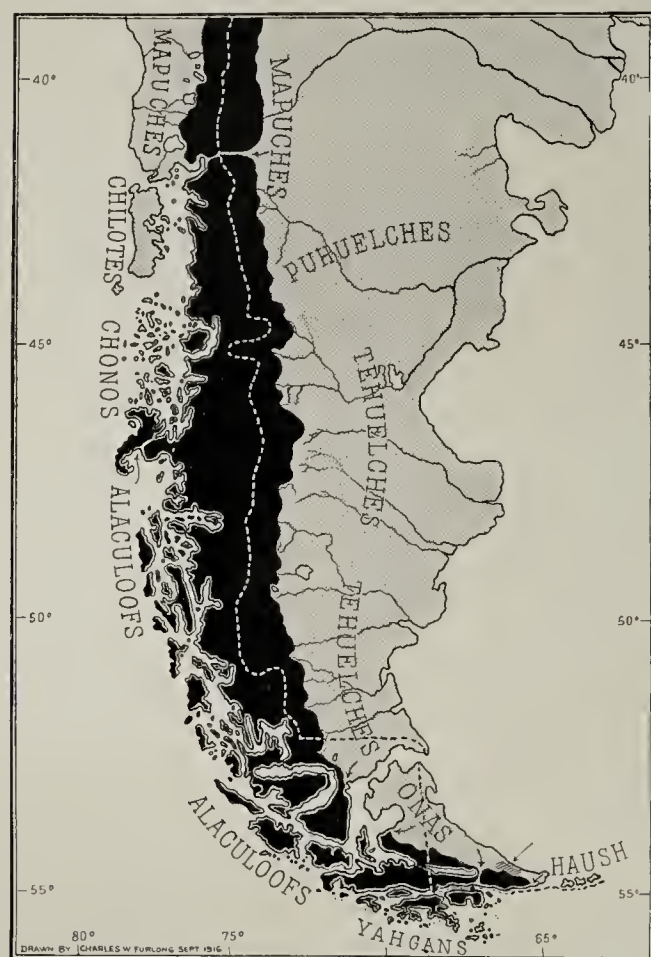 40°
40°
MAPUCHES
MAPUCHES
CHILOTES
PUHUELCHES
CHONOS
45°
45°
TEHUELCHES
ALACULOOFS
50°
50°
TEHUELCHES
ONAS
ALACULOOFS
HAUSH
55°
55°
YAHGANS
80°
75°
65°
DRAWN BY CHARLES W FURLONG SEPT 1916